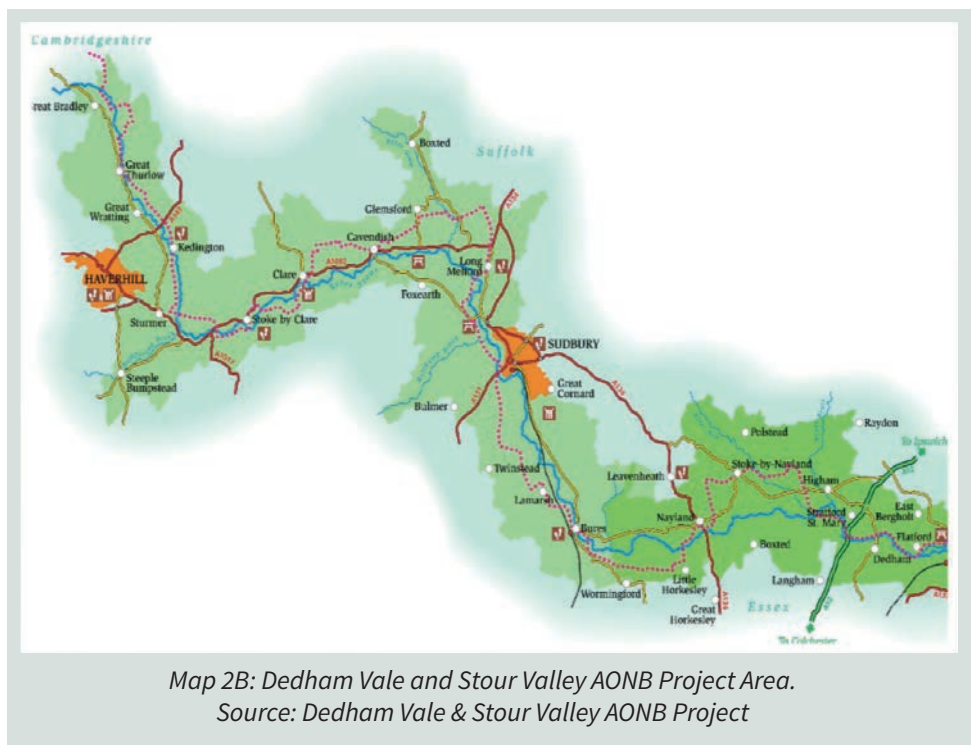 Cambridgeshire
reat Bradley
Great
Thurlow
Great
Wratting
Kedington
HAVERHILL
Sturmer
Steeple
Bumpstead
Stoke by Clare
Clare
A1092
Cavendish
Glemsford
Boxted
Suffolk
Long
Melford
Foxearth
SUDBURY
Great
Cornard
Bulmer
Twinstead
Lamarsh
Bures
Wormingford
Little
Horkesley
Great
Horkesley
A134
Leavenheath
Nayland
Polstead
Stoke-by-Nayland
Raydon
To Ipswich
Higham
Stratford
St. Mary
East
Bergholt
Flatford
Dedham
Boxted
Langham
Essex
To Colchester
Map 2B: Dedham Vale and Stour Valley AONB Project Area.
Source: Dedham Vale & Stour Valley AONB Project